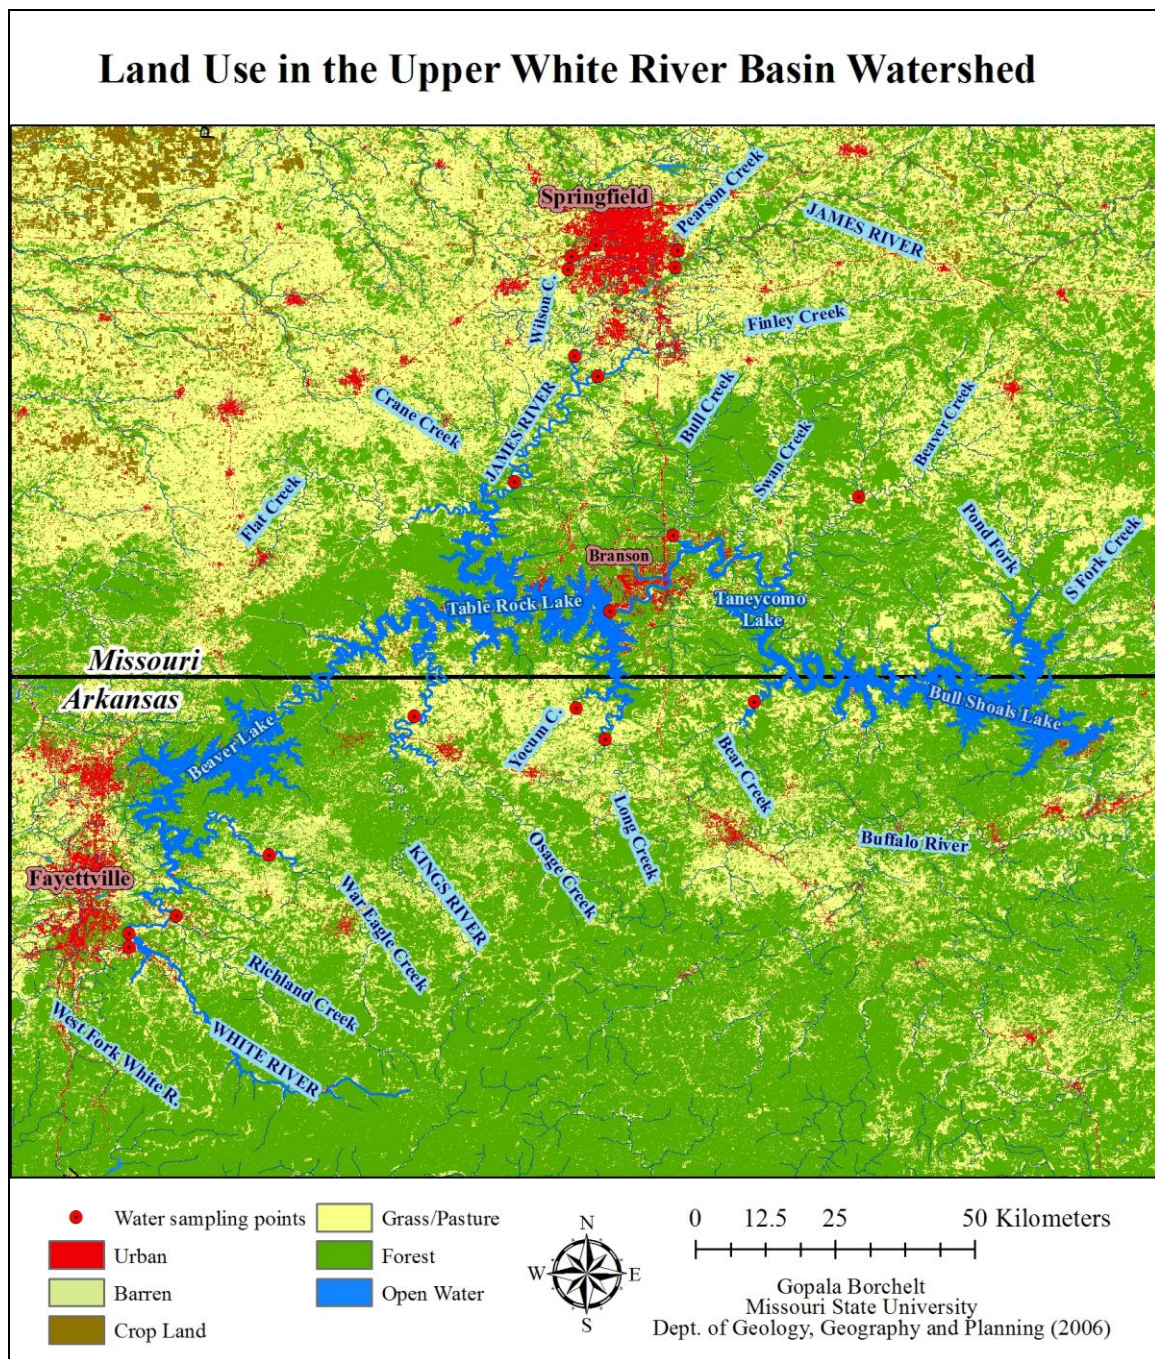 Land Use in the Upper White River Basin Watershed
Springfield
Pearson Creek
JAMES RIVER
Wilson C.
Finley Creek
Crane Creek
JAMES RIVER
Bull Creek
Swan Creek
Beaver Creek
Flat Creek
Pond Fork
S Fork Creek
Branson
Table Rock Lake
Taneycomo
Lake
Missouri
Arkansas
Bull Shoals Lake
Beaver Lake
Yocum C.
Bear Creek
Long Creek
Buffalo River
Osage Creek
KINGS RIVER
War Eagle Creek
Fayettville
Richland Creek
WHITE RIVER
West Fork White R.
Water sampling points
Urban
Barren
Crop Land
Grass/Pasture
Forest
Open Water
N
W
E
S
0 12.5 25 50 Kilometers
Gopala Borchelt
Missouri State University
Dept. of Geology, Geography and Planning (2006)